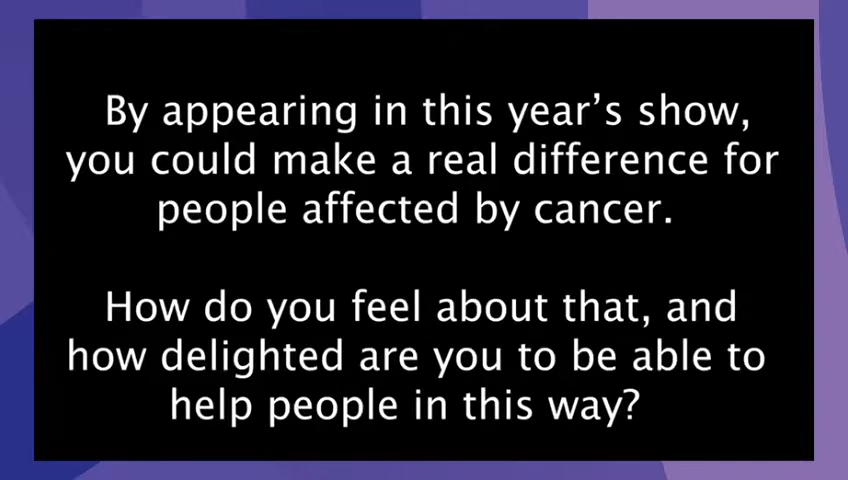 By appearing in this year’s show,
you could make a real difference for
people affected by cancer.
How do you feel about that, and
how delighted are you to be able to
help people in this way?